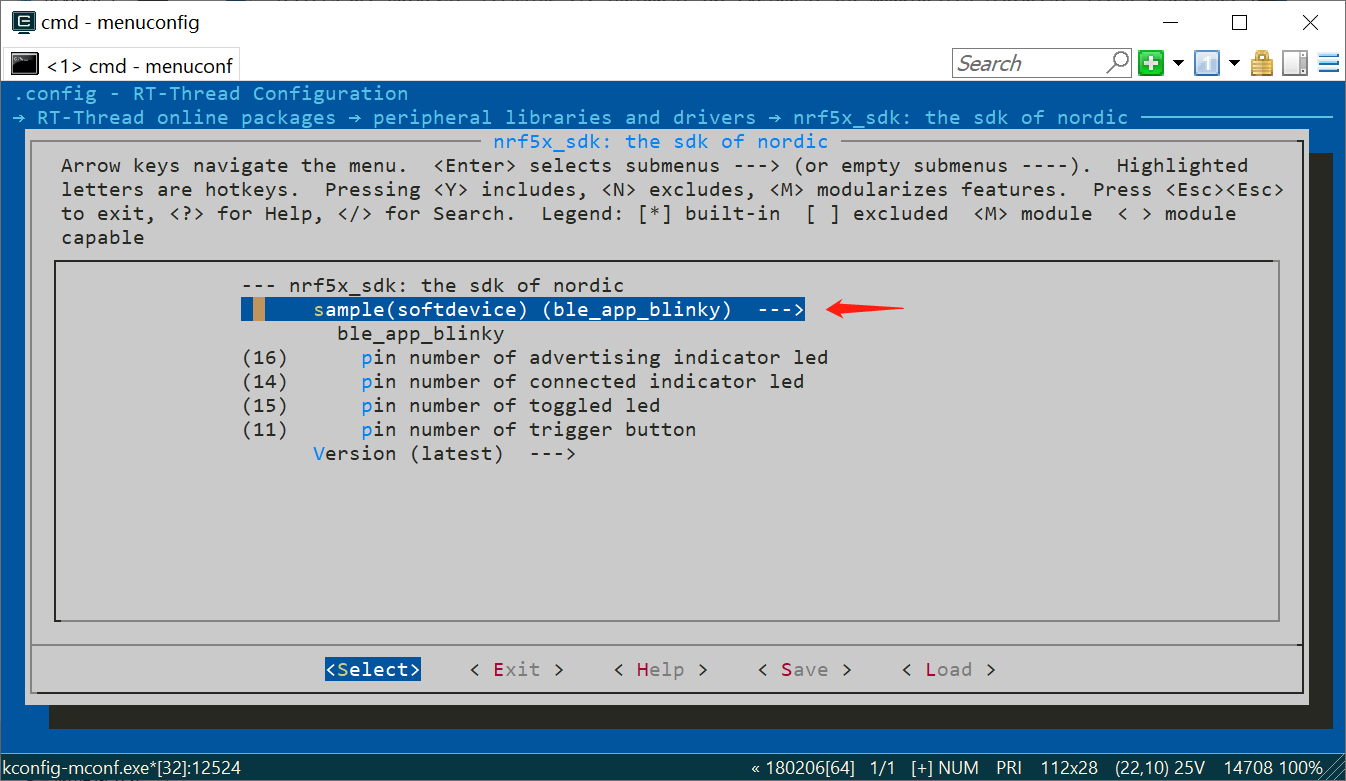 cmd - menuconfig
<1> cmd - menuconf
Search
.config - RT-Thread Configuration
→ RT-Thread online packages → peripheral libraries and drivers → nrf5x_sdk: the sdk of nordic
nrf5x_sdk: the sdk of nordic
Arrow keys navigate the menu.  <Enter> selects submenus ---> (or empty submenus ----).  Highlighted
letters are hotkeys.  Pressing <Y> includes, <N> excludes, <M> modularizes features.  Press <Esc><Esc>
to exit, <?> for Help, </> for Search.  Legend: [*] built-in  [ ] excluded  <M> module  < > module
capable
--- nrf5x_sdk: the sdk of nordic
sample(softdevice) (ble_app_blinky)  --->
ble_app_blinky
(16)      pin number of advertising indicator led
(14)      pin number of connected indicator led
(15)      pin number of toggled led
(11)      pin number of trigger button
Version (latest)  --->
<Select>    < Exit >    < Help >    < Save >    < Load >
kconfig-mconf.exe*[32]:12524    « 180206[64]  1/1  [+] NUM  PRI  112x28  (22,10) 25V  14708 100%